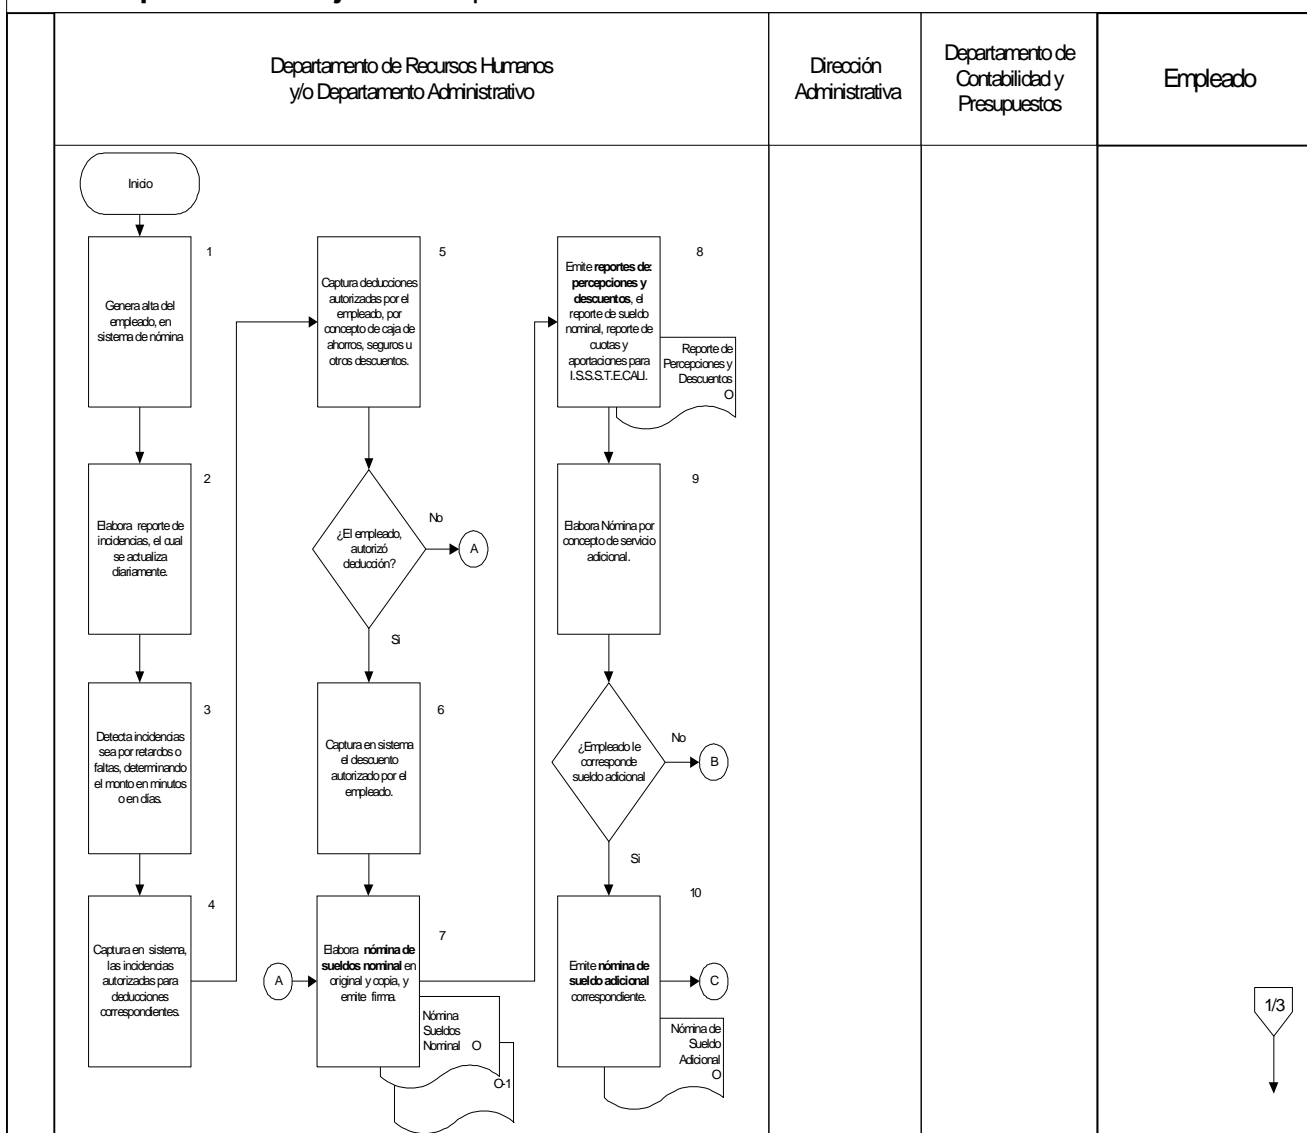 Departamento de Recursos Humanos
y/o Departamento Administrativo
Dirección
Administrativa
Departamento de
Contabilidad y
Presupuestos
Empleado
Inicio
1
Genera alta del
empleado, en
sistema de nómina
2
Elabora reporte de
incidencias, el cual
se actualiza
diariamente.
3
Detecta incidencias
sea por retardos o
faltas, determinando
el monto en minutos
o en días.
4
Captura en sistema,
las incidencias
autorizadas para
deducciones
correspondientes.
5
Captura deducciones
autorizadas por el
empleado, por
concepto de caja de
ahorros, seguros u
otros descuentos.
¿El empleado,
autorizó
deducción?
No
A
Si
6
Captura en sistema
el descuento
autorizado por el
empleado.
A
7
Elabora nómina de
sueldos nominal en
original y copia, y
emite firma.
Nómina
Sueldos
Nominal O
O-1
8
Emite reportes de:
percepciones y
descuentos, el
reporte de sueldo
nominal, reporte de
cuotas y
aportaciones para
I.S.S.S.T.E.CALI.
Reporte de
Percepciones y
Descuentos
O
9
Elabora Nómina por
concepto de servicio
adicional.
¿Empleado le
corresponde
sueldo adicional
No
B
Si
10
Emite nómina de
sueldo adicional
correspondiente.
C
Nómina de
Sueldo
Adicional
O
1/3